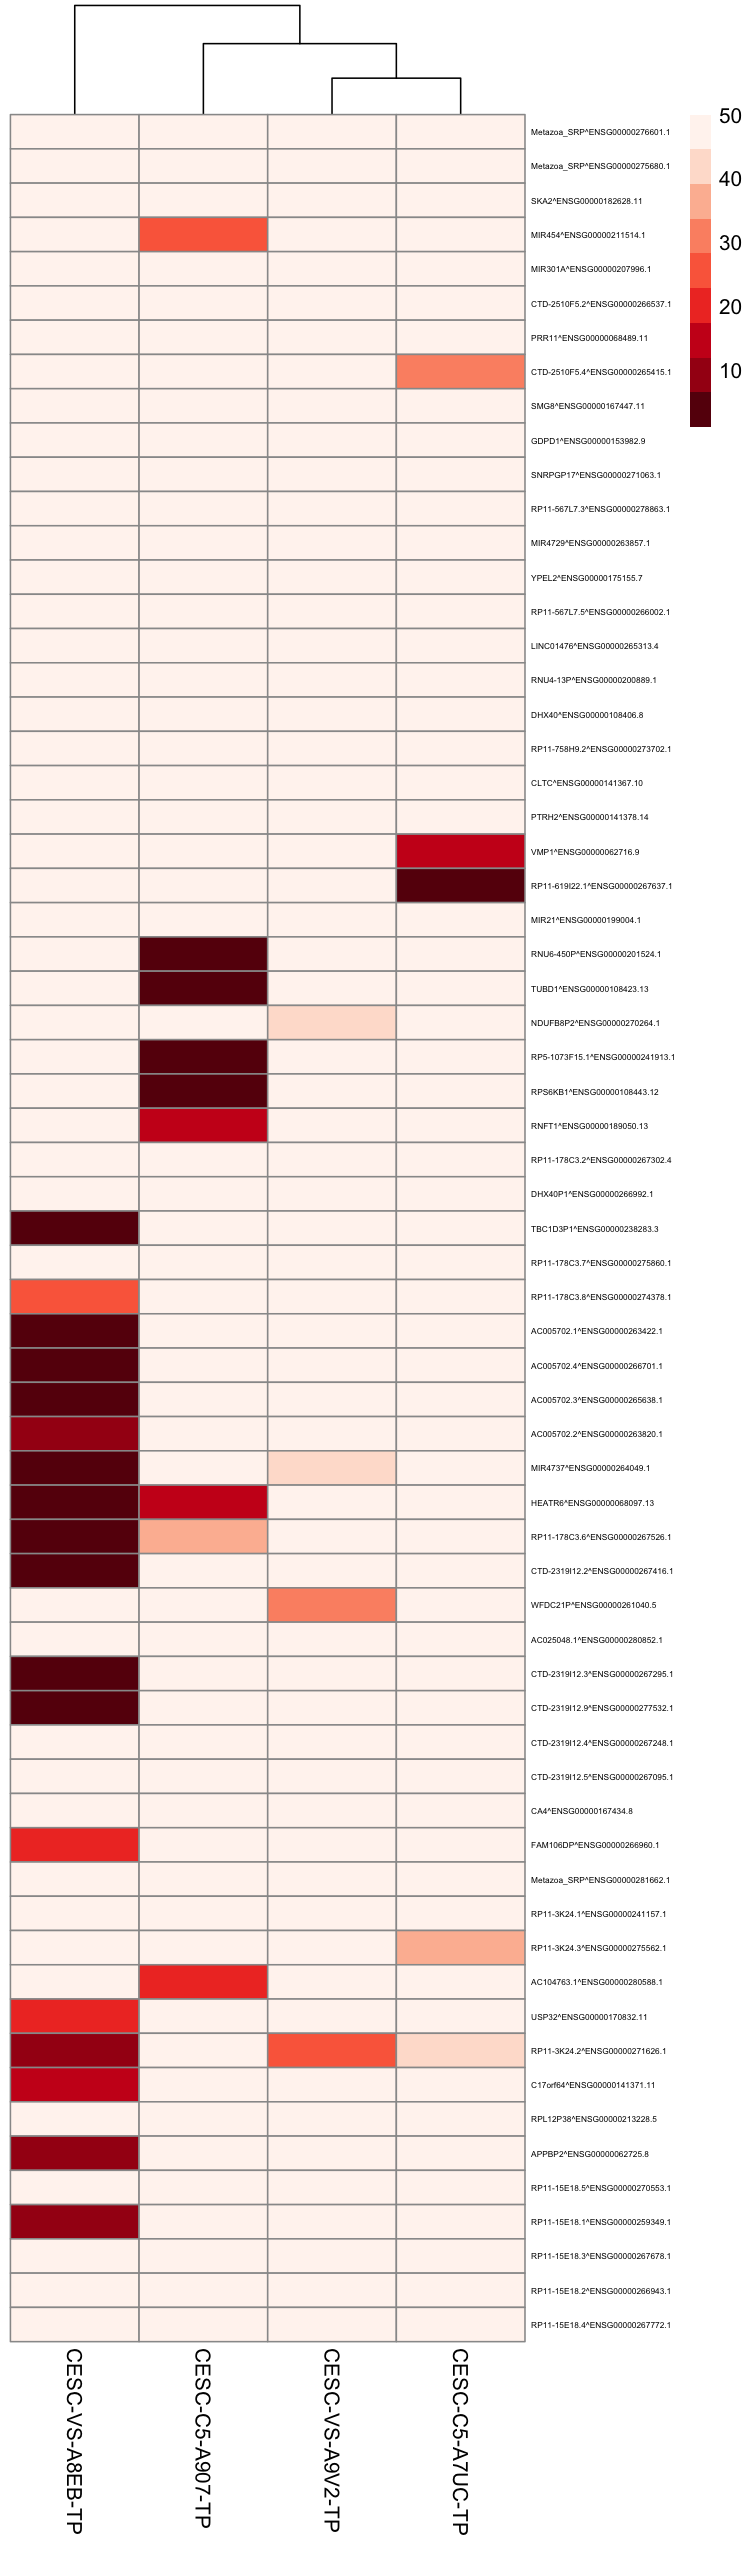 Metazoa_SRP^ENSG00000276601.1
Metazoa_SRP^ENSG00000275680.1
SKA2^ENSG00000182628.11
MIR454^ENSG00000211514.1
MIR301A^ENSG00000207996.1
CTD-2510F5.2^ENSG00000266537.1
PRR11^ENSG00000068489.11
CTD-2510F5.4^ENSG00000265415.1
SMG8^ENSG00000167447.11
GDPD1^ENSG00000153982.9
SNRPGP17^ENSG00000271063.1
RP11-567L7.3^ENSG00000278863.1
MIR4729^ENSG00000263857.1
YPEL2^ENSG00000175155.7
RP11-567L7.5^ENSG00000266002.1
LINC01476^ENSG00000265313.4
RNU4-13P^ENSG00000200889.1
DHX40^ENSG00000108406.8
RP11-758H9.2^ENSG00000273702.1
CLTC^ENSG00000141367.10
PTRH2^ENSG00000141378.14
VMP1^ENSG00000062716.9
RP11-619I22.1^ENSG00000267637.1
MIR21^ENSG00000199004.1
RNU6-450P^ENSG00000201524.1
TUBD1^ENSG00000108423.13
NDUFB8P2^ENSG00000270264.1
RP5-1073F15.1^ENSG00000241913.1
RPS6KB1^ENSG00000108443.12
RNFT1^ENSG00000189050.13
RP11-178C3.2^ENSG00000267302.4
DHX40P1^ENSG00000266992.1
TBC1D3P1^ENSG00000238283.3
RP11-178C3.7^ENSG00000275860.1
RP11-178C3.8^ENSG00000274378.1
AC005702.1^ENSG00000263422.1
AC005702.4^ENSG00000266701.1
AC005702.3^ENSG00000265638.1
AC005702.2^ENSG00000263820.1
MIR4737^ENSG00000264049.1
HEATR6^ENSG00000068097.13
RP11-178C3.6^ENSG00000267526.1
CTD-2319I12.2^ENSG00000267416.1
WFDC21P^ENSG00000261040.5
AC025048.1^ENSG00000280852.1
CTD-2319I12.3^ENSG00000267295.1
CTD-2319I12.9^ENSG00000277532.1
CTD-2319I12.4^ENSG00000267248.1
CTD-2319I12.5^ENSG00000267095.1
CA4^ENSG00000167434.8
FAM106DP^ENSG00000266960.1
Metazoa_SRP^ENSG00000281662.1
RP11-3K24.1^ENSG00000241157.1
RP11-3K24.3^ENSG00000275562.1
AC104763.1^ENSG00000280588.1
USP32^ENSG00000170832.11
RP11-3K24.2^ENSG00000271626.1
C17orf64^ENSG00000141371.11
RPL12P38^ENSG00000213228.5
APPBP2^ENSG00000062725.8
RP11-15E18.5^ENSG00000270553.1
RP11-15E18.1^ENSG00000259349.1
RP11-15E18.3^ENSG00000267678.1
RP11-15E18.2^ENSG00000266943.1
RP11-15E18.4^ENSG00000267772.1
50
40
30
20
10
CESC-VS-A8EB-TP
CESC-C5-A907-TP
CESC-VS-A9V2-TP
CESC-C5-A7UC-TP